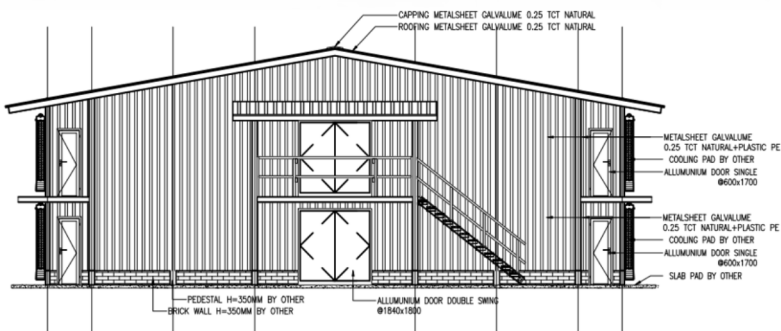 CAPPING METALSHEET GALVALUME 0.25 TCT NATURAL
ROOFING METALSHEET GALVALUME 0.25 TCT NATURAL
METALSHEET GALVALUME
0.25 TCT NATURAL+PLASTIC PE
COOLING PAD BY OTHER
ALLUMUNIUM DOOR SINGLE
@600x1700
METALSHEET GALVALUME
0.25 TCT NATURAL+PLASTIC PE
COOLING PAD BY OTHER
ALLUMUNIUM DOOR SINGLE
@600x1700
SLAB PAD BY OTHER
PEDESTAL H=350MM BY OTHER
BRICK WALL H=350MM BY OTHER
ALLUMUNIUM DOOR DOUBLE SWING
@1840x1800